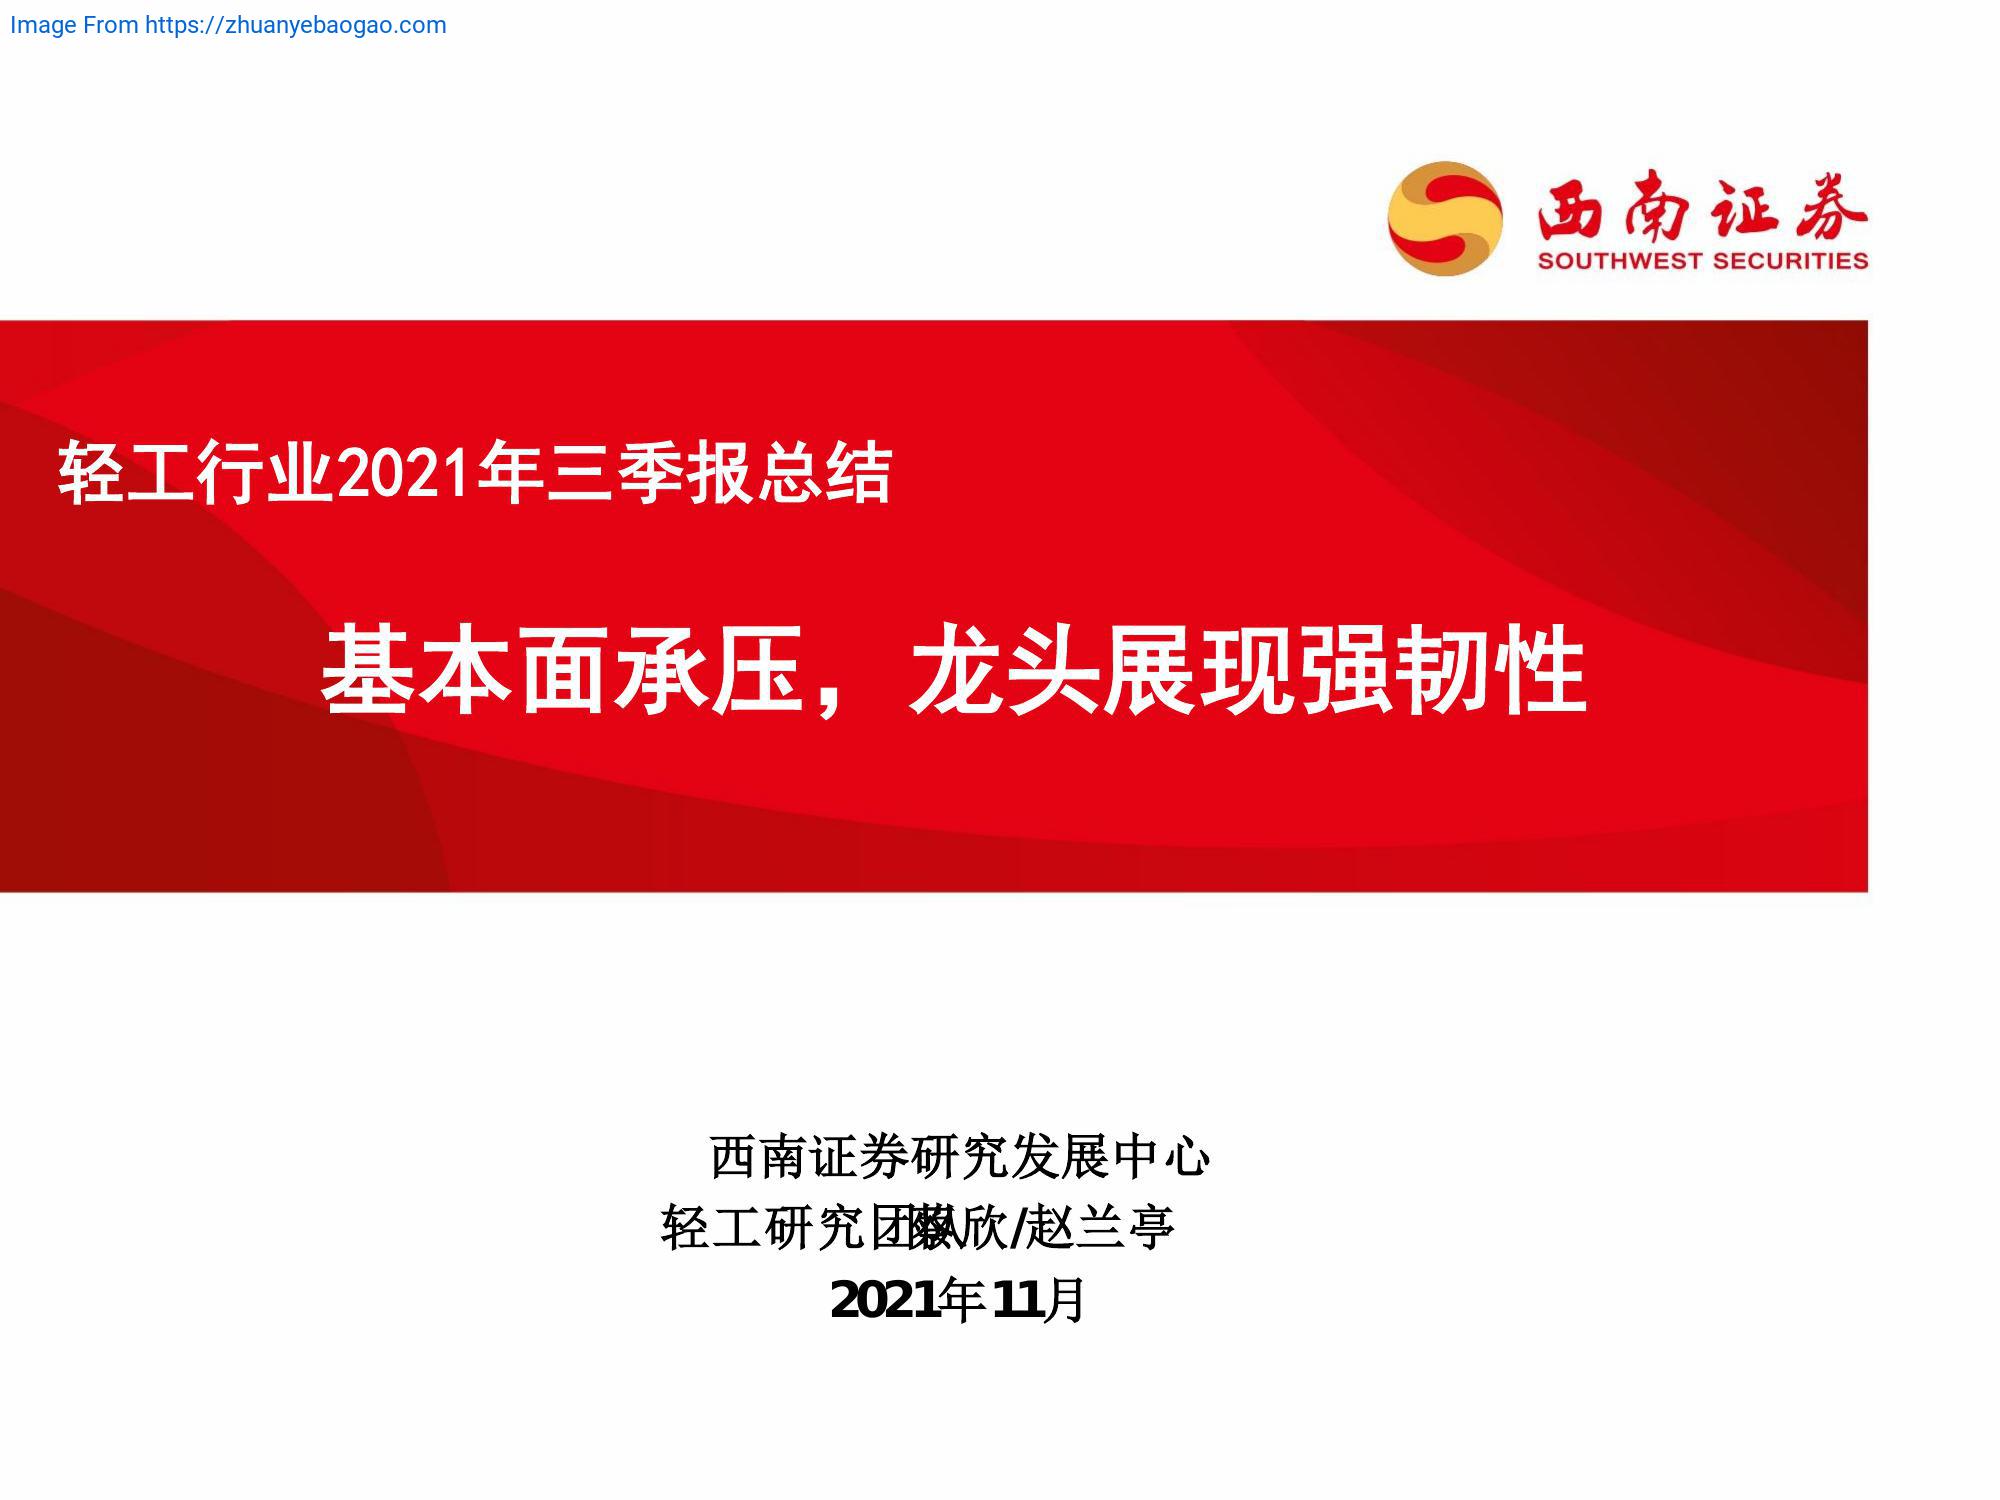 Image From https://zhuanyebaogao.com
西南证券
SOUTHWEST SECURITIES
轻工行业2021年三季报总结
基本面承压，龙头展现强韧性
西南证券研究发展中心
轻工研究团队 欣/赵兰亭
2021年11月